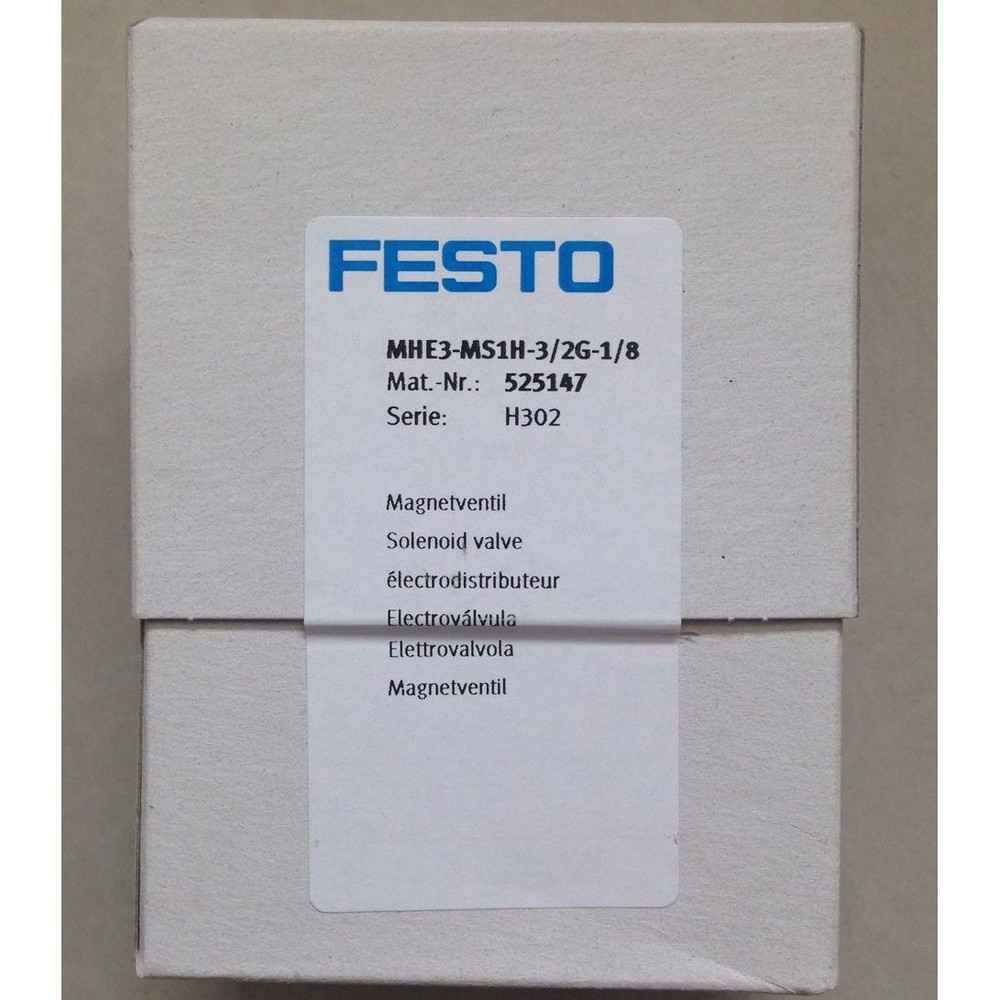 FESTO
MHE3-MS1H-3/2G-1/8
Mat.-Nr.: 525147
Serie: H302
Magnetventil
Solenoid valve
électrodistributeur
Electroválvula
Elettrovalvola
Magnetventil